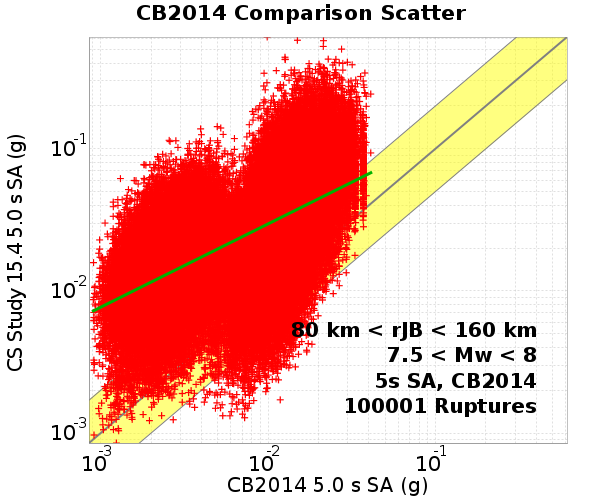 CB2014 Comparison Scatter
CS Study 15.4 5.0 s SA (g)
10-1
10-2
10-3
80 km < rJB < 160 km
7.5 < Mw < 8
5s SA, CB2014
100001 Ruptures
10-3 10-2 10-1
CB2014 5.0 s SA (g)